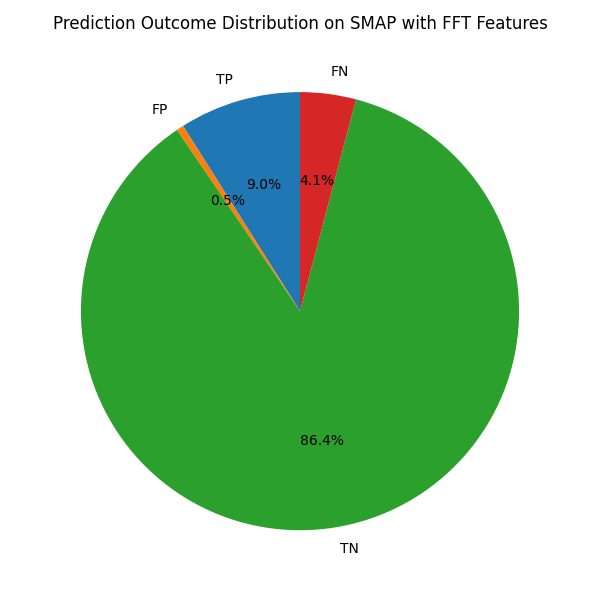 Prediction Outcome Distribution on SMAP with FFT Features
FN
TP
FP
4.1%
9.0%
0.5%
86.4%
TN